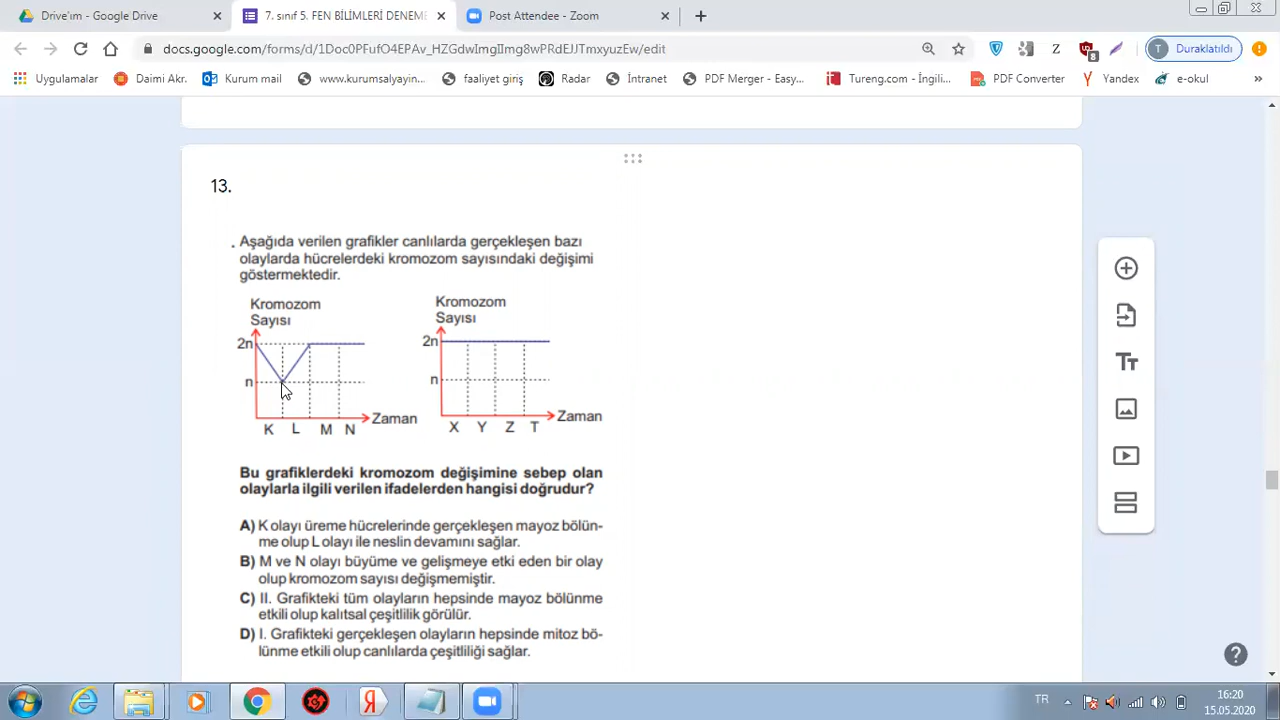 Drive'ım - Google Drive
7. sınıf 5. FEN BİLİMLERİ DENEME
Post Attendee - Zoom
docs.google.com/forms/d/1Doc0PFufO4EPAv_HZGdwImgIImg8wPRdEJJTmxyuzEw/edit
T Duraklatıldı
Uygulamalar
Daimi Akr.
Kurum mail
www.kurumsalyayin...
faaliyet giriş
Radar
İntranet
PDF Merger - Easy...
Tureng.com - İngili...
PDF Converter
Yandex
e-okul
»
13.
. Aşağıda verilen grafikler canlılarda gerçekleşen bazı
olaylarda hücrelerdeki kromozom sayısındaki değişimi
göstermektedir.
Kromozom
Sayısı
2n
n
Zaman
K L M N
Kromozom
Sayısı
2n
n
Zaman
X Y Z T
Bu grafiklerdeki kromozom değişimine sebep olan
olaylarla ilgili verilen ifadelerden hangisi doğrudur?
A) K olayı üreme hücrelerinde gerçekleşen mayoz bölün-
me olup L olayı ile neslin devamını sağlar.
B) M ve N olayı büyüme ve gelişmeye etki eden bir olay
olup kromozom sayısı değişmemiştir.
C) II. Grafikteki tüm olayların hepsinde mayoz bölünme
etkili olup kalıtsal çeşitlilik görülür.
D) I. Grafikteki gerçekleşen olayların hepsinde mitoz bö-
lünme etkili olup canlılarda çeşitliliği sağlar.
TR
16:20
15.05.2020